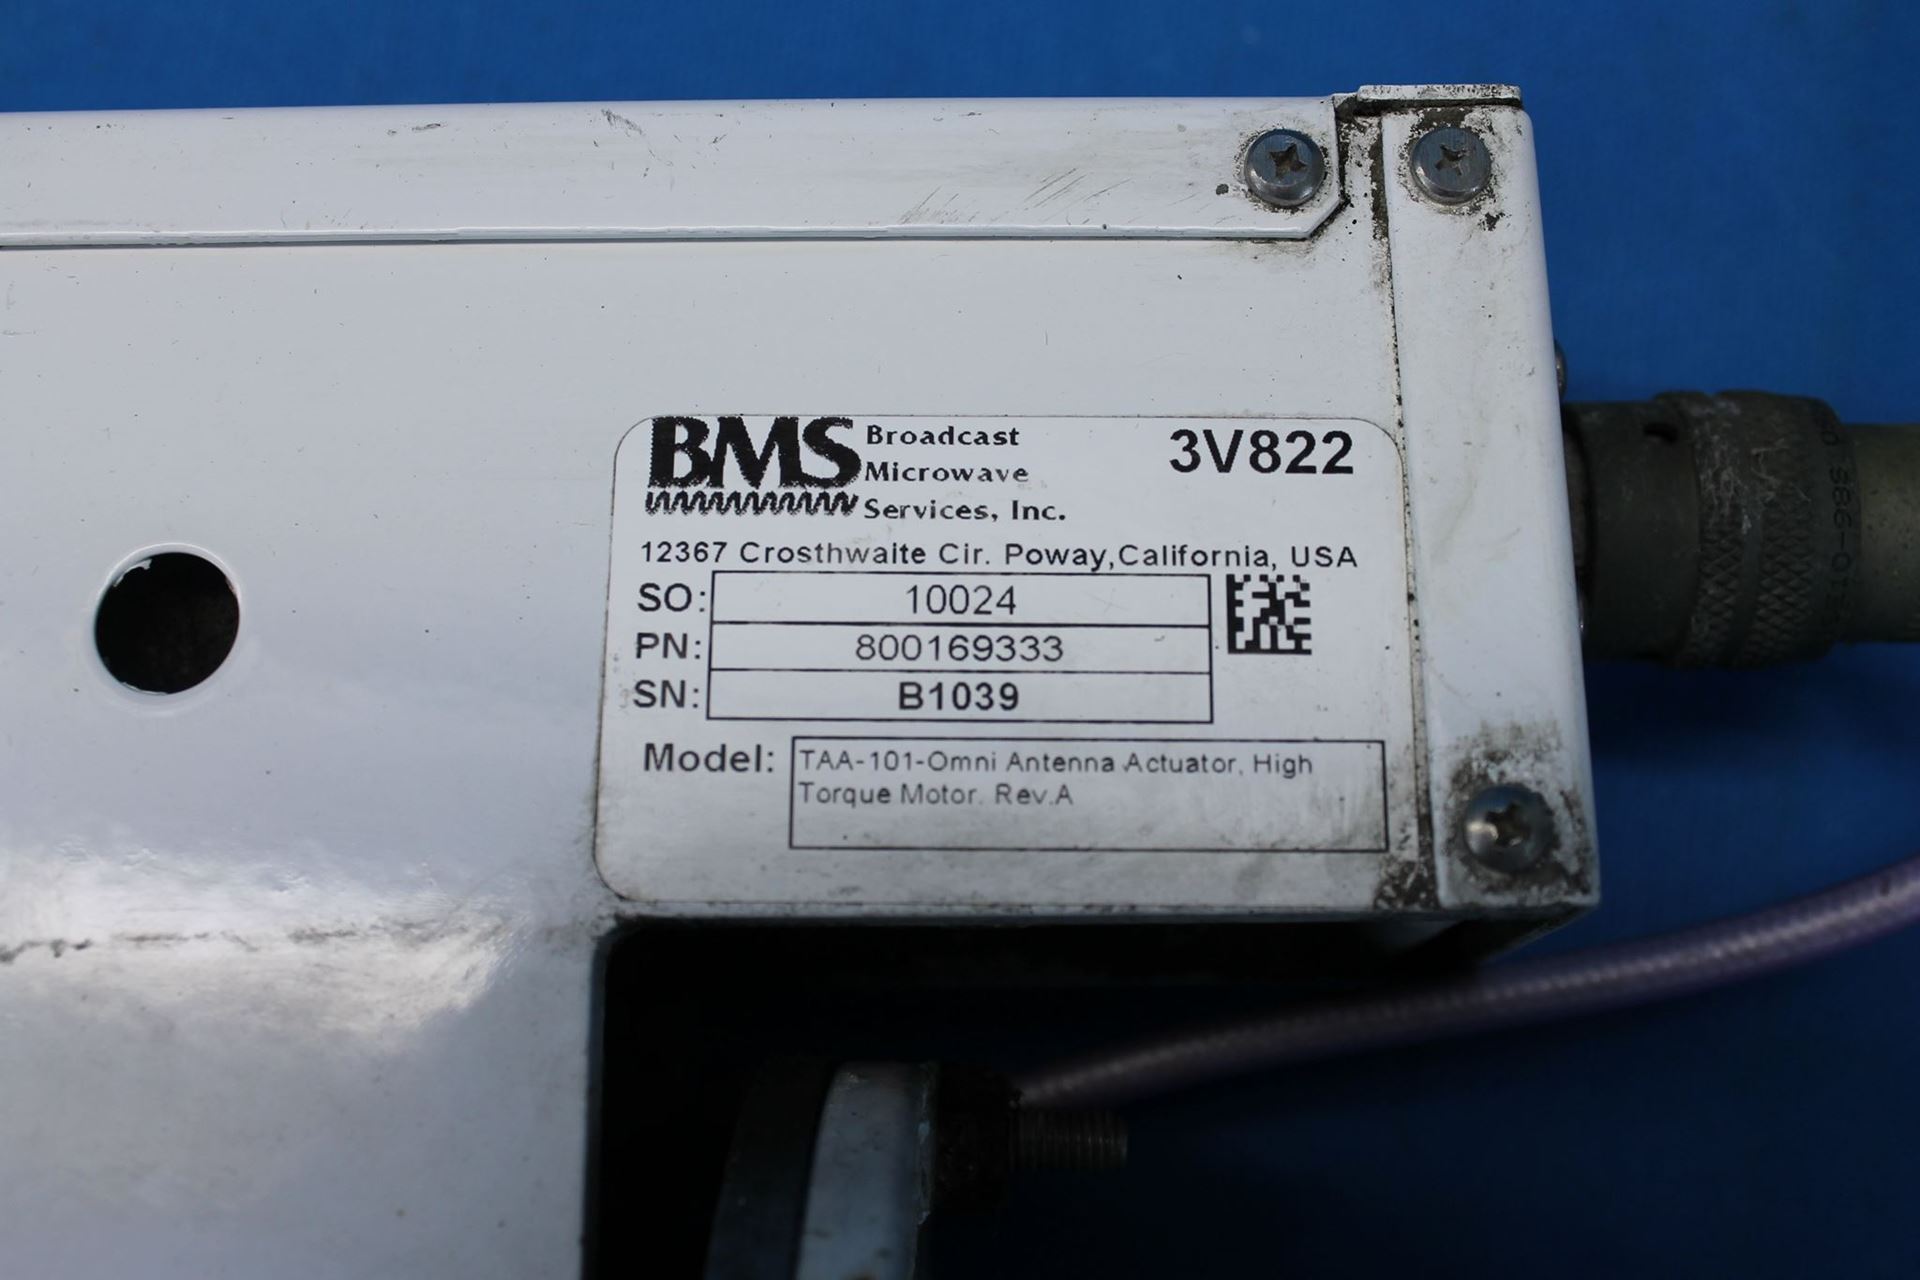 BMS Broadcast Microwave Services, Inc. 3V822
12367 Crosthwaite Cir. Poway,California, USA
SO: 10024
PN: 800169333
SN: B1039
Model: TAA-101-Omni Antenna Actuator, High
Torque Motor. Rev.A